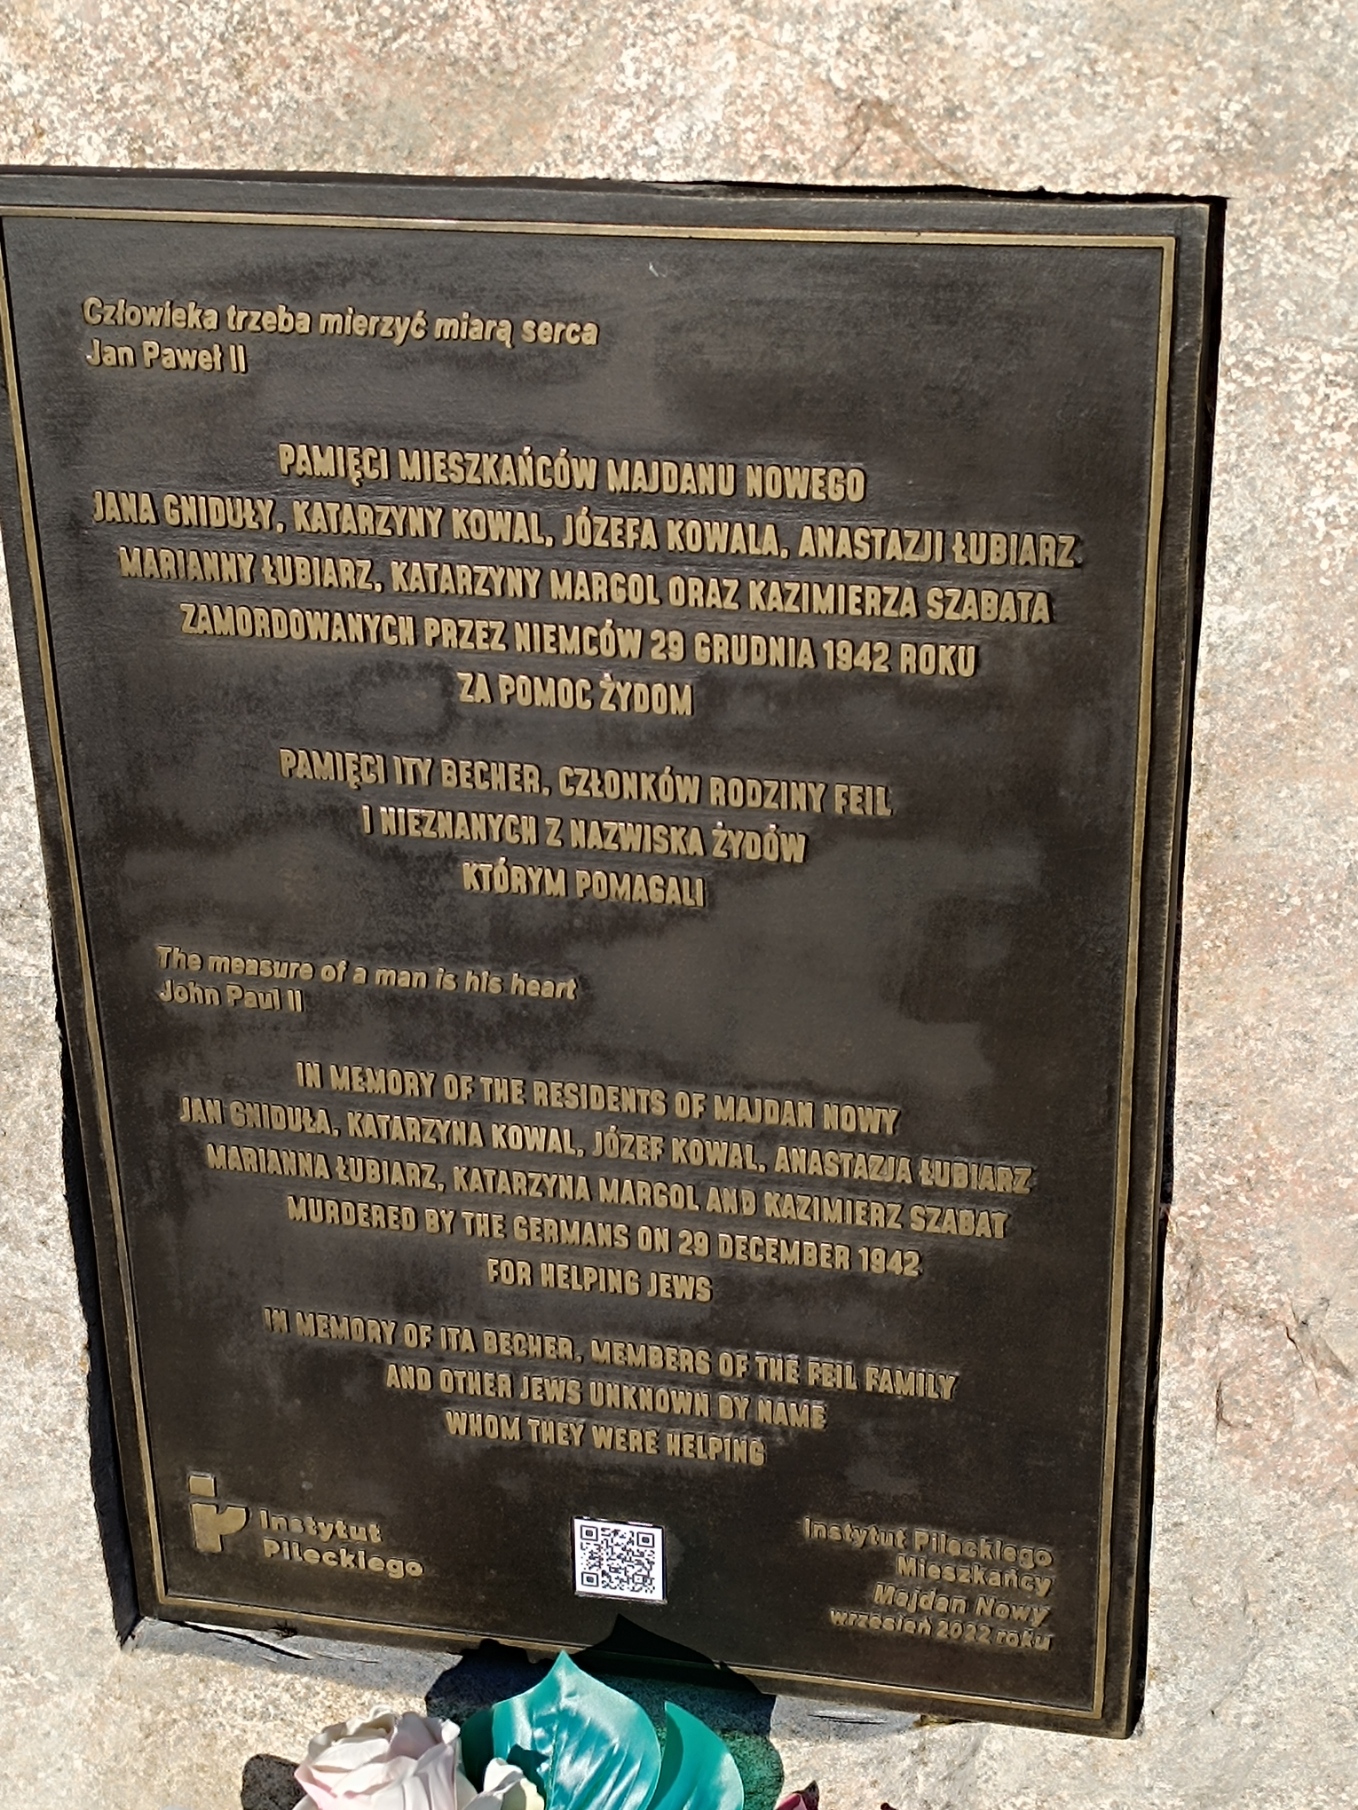 Człowieka trzeba mierzyć miarą serca
Jan Paweł II
PAMIĘCI MIESZKAŃCÓW MAJDANU NOWEGO
JANA GNIDUŁY, KATARZYNY KOWAL, JÓZEFA KOWALA, ANASTAZJI ŁUBIARZ,
MARIANNY ŁUBIARZ, KATARZYNY MARGOL ORAZ KAZIMIERZA SZABATA
ZAMORDOWANYCH PRZEZ NIEMCÓW 29 GRUDNIA 1942 ROKU
ZA POMOC ŻYDOM
PAMIĘCI ITY BECHER, CZŁONKÓW RODZINY FEIL
I NIEZNANYCH Z NAZWISKA ŻYDÓW
KTÓRYM POMAGALI
The measure of a man is his heart
John Paul II
IN MEMORY OF THE RESIDENTS OF MAJDAN NOWY
JAN GNIDUŁA, KATARZYNA KOWAL, JÓZEF KOWAL, ANASTAZJA ŁUBIARZ
MARIANNA ŁUBIARZ, KATARZYNA MARGOL AND KAZIMIERZ SZABAT
MURDERED BY THE GERMANS ON 29 DECEMBER 1942
FOR HELPING JEWS
IN MEMORY OF ITA BECHER, MEMBERS OF THE FEIL FAMILY
AND OTHER JEWS UNKNOWN BY NAME
WHOM THEY WERE HELPING
Instytut
Pileckiego
Instytut Pileckiego
Mieszkańcy
Majdan Nowy
wrzesień 2022 roku